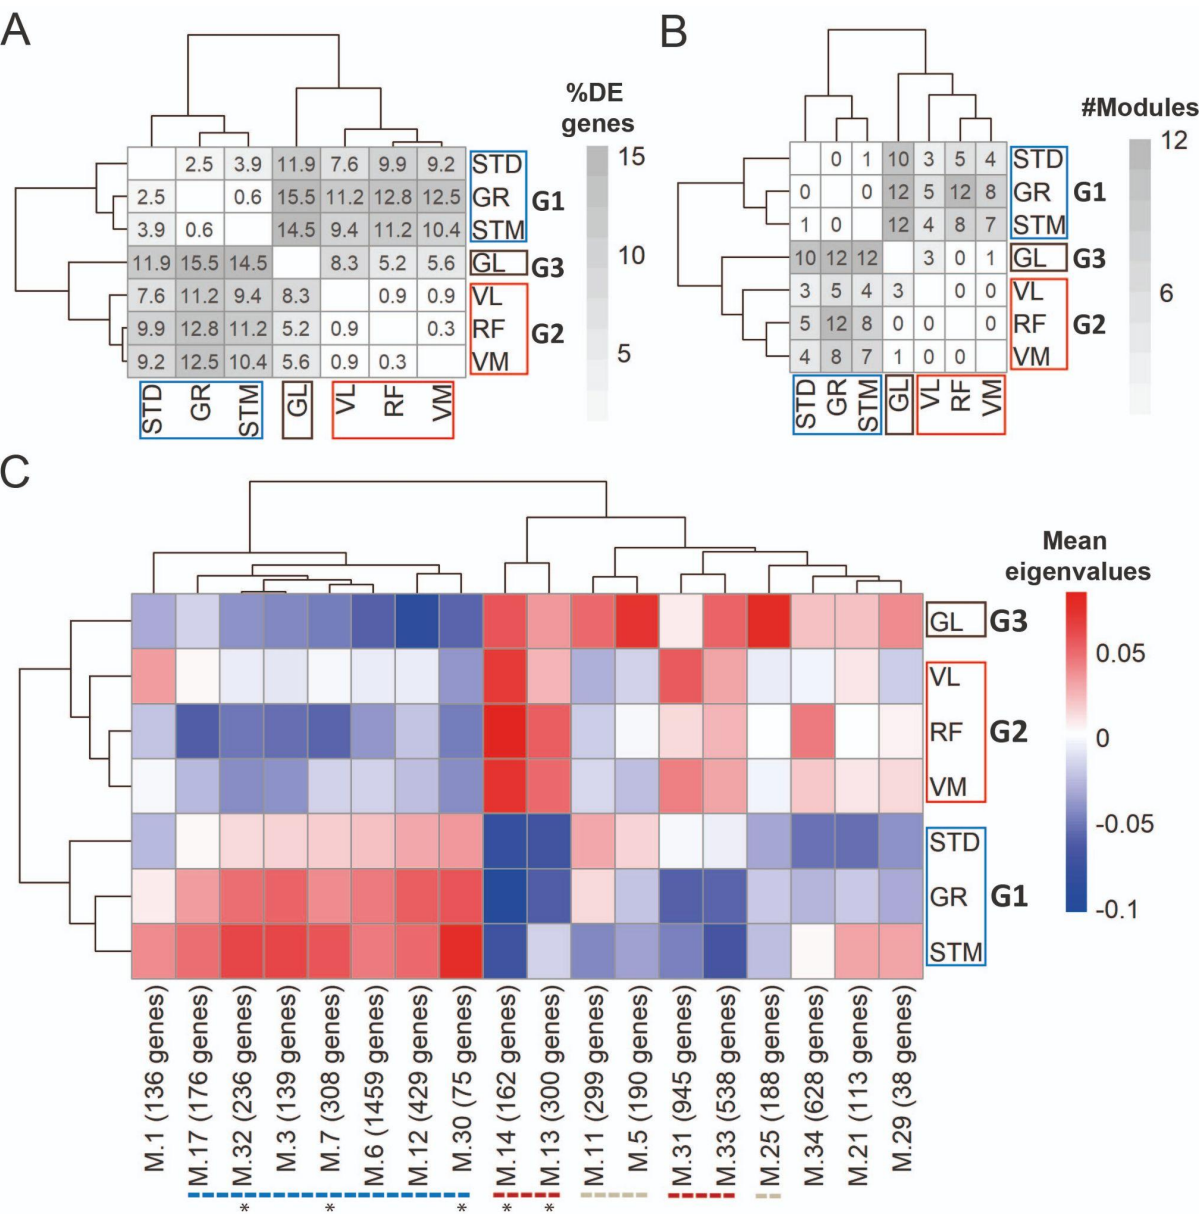 A
%DE
genes
15
10
5
2.5 3.9 11.9 7.6 9.9 9.2 STD
2.5 0.6 15.5 11.2 12.8 12.5 GR G1
3.9 0.6 14.5 9.4 11.2 10.4 STM
11.9 15.5 14.5 8.3 5.2 5.6 GL G3
7.6 11.2 9.4 8.3 0.9 0.9 VL
9.9 12.8 11.2 5.2 0.9 0.3 RF G2
9.2 12.5 10.4 5.6 0.9 0.3 VM
STD GR STM GL VL RF VM
B
#Modules
12
6
0 1 10 3 5 4 STD
0 0 12 5 12 8 GR G1
1 0 12 4 8 7 STM
10 12 12 3 0 1 GL G3
3 5 4 3 0 0 VL
5 12 8 0 0 0 RF G2
4 8 7 1 0 0 VM
STD GR STM GL VL RF VM
C
Mean
eigenvalues
0.05
0
-0.05
-0.1
GL G3
VL
RF G2
VM
STD
GR G1
STM
M.1 (136 genes)
M.17 (176 genes)
M.32 (236 genes)
M.3 (139 genes)
M.7 (308 genes)
M.6 (1459 genes)
M.12 (429 genes)
M.30 (75 genes)
M.14 (162 genes)
M.13 (300 genes)
M.11 (299 genes)
M.5 (190 genes)
M.31 (945 genes)
M.33 (538 genes)
M.25 (188 genes)
M.34 (628 genes)
M.21 (113 genes)
M.29 (38 genes)
* * * * *